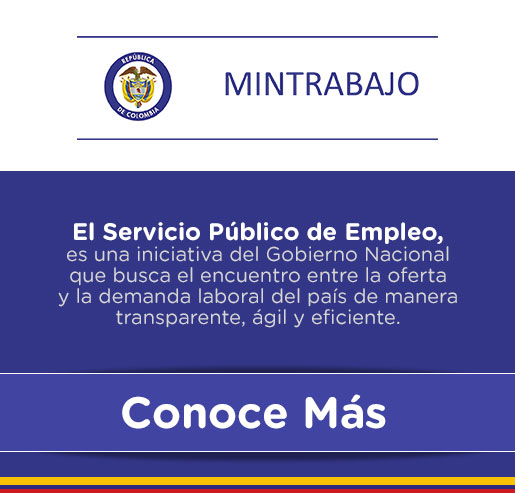 REPÚBLICA
DE COLOMBIA
MINTRABAJO
El Servicio Público de Empleo,
es una iniciativa del Gobierno Nacional
que busca el encuentro entre la oferta
y la demanda laboral del país de manera
transparente, ágil y eficiente.
Conoce Más